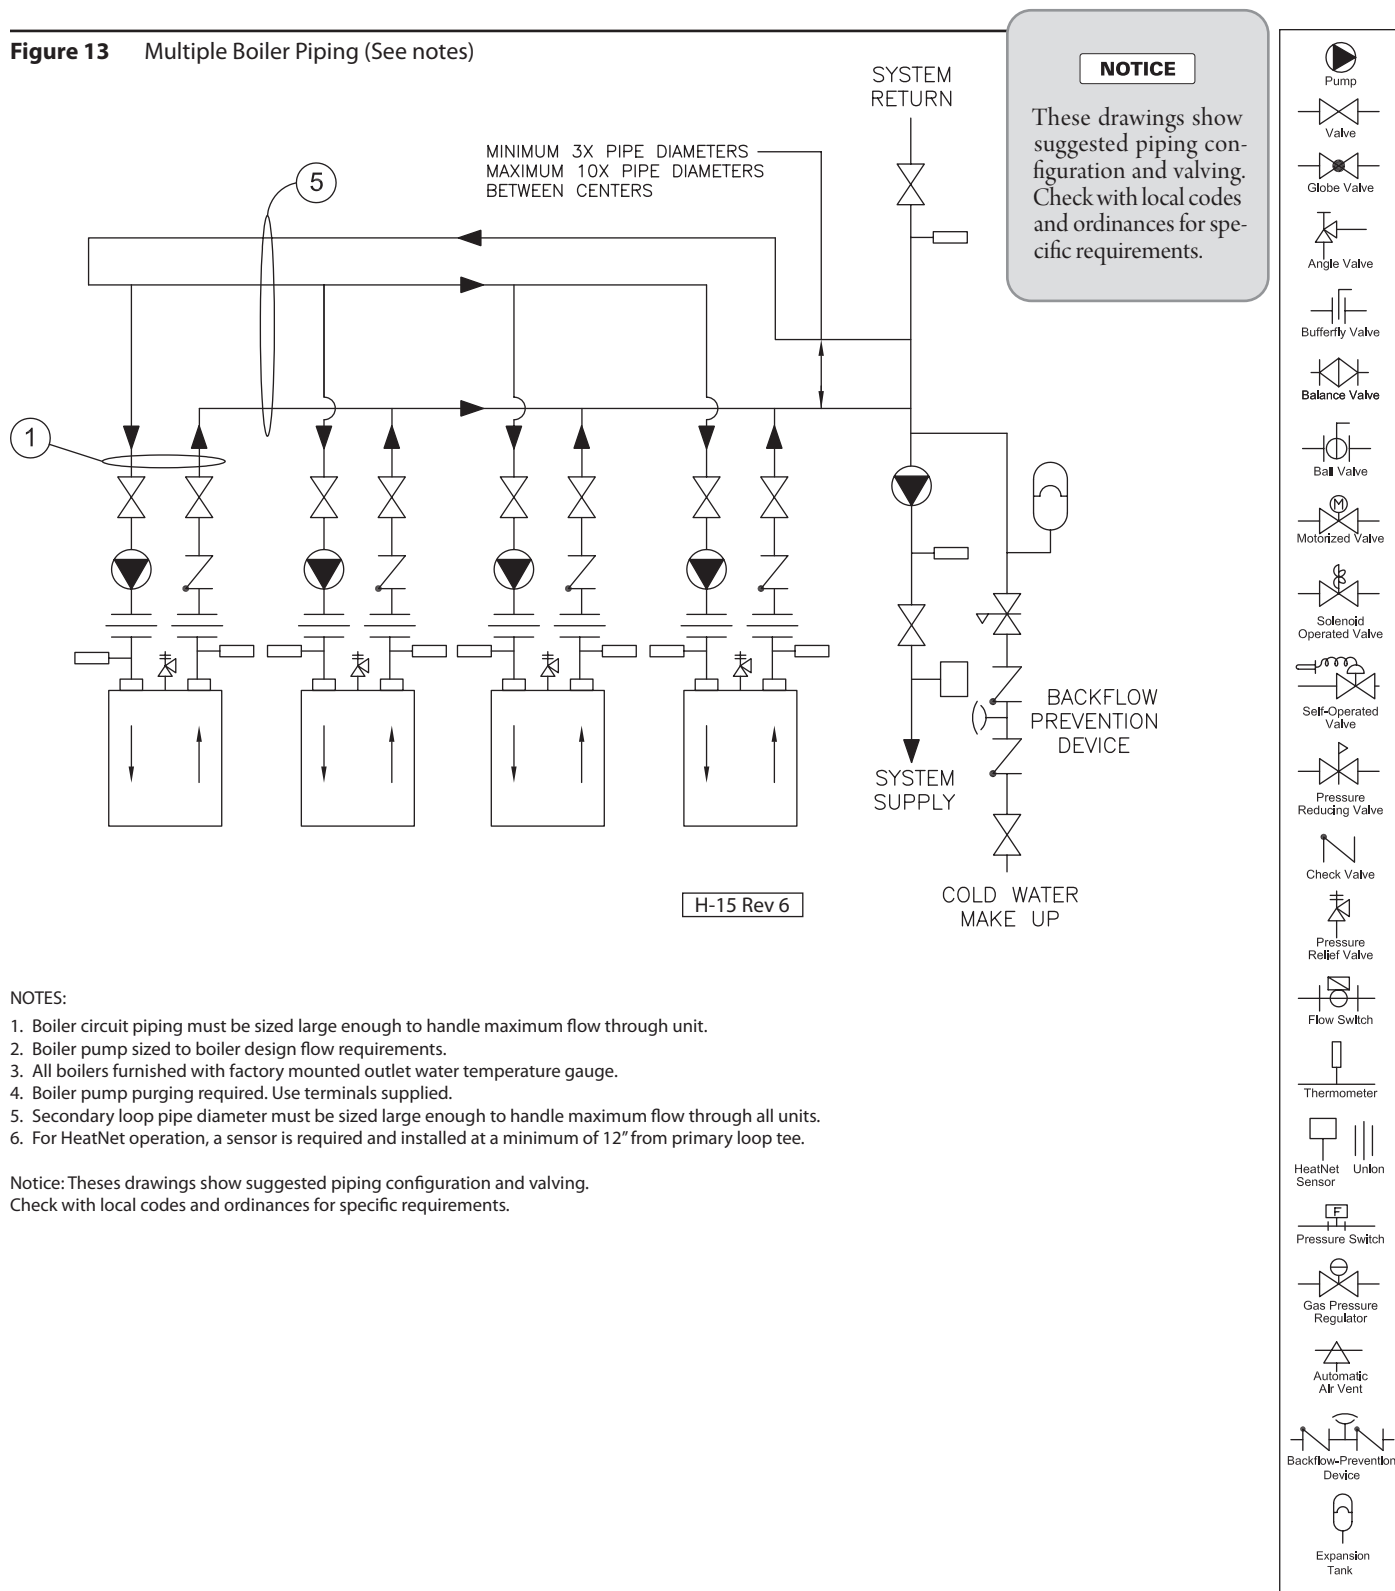 Figure 13 Multiple Boiler Piping (See notes)
SYSTEM
RETURN
MINIMUM 3X PIPE DIAMETERS
MAXIMUM 10X PIPE DIAMETERS
BETWEEN CENTERS
5
1
BACKFLOW
PREVENTION
DEVICE
SYSTEM
SUPPLY
COLD WATER
MAKE UP
H-15 Rev 6
NOTICE
These drawings show
suggested piping con-
figuration and valving.
Check with local codes
and ordinances for spe-
cific requirements.
Pump
Valve
Globe Valve
Angle Valve
Bufferfly Valve
Balance Valve
Ball Valve
M
Motorized Valve
Solenoid
Operated Valve
Self-Operated
Valve
Pressure
Reducing Valve
Check Valve
Pressure
Relief Valve
Flow Switch
Thermometer
HeatNet
Sensor
Union
F
Pressure Switch
Gas Pressure
Regulator
Automatic
Air Vent
Backflow-Prevention
Device
Expansion
Tank
NOTES:
1. Boiler circuit piping must be sized large enough to handle maximum flow through unit.
2. Boiler pump sized to boiler design flow requirements.
3. All boilers furnished with factory mounted outlet water temperature gauge.
4. Boiler pump purging required. Use terminals supplied.
5. Secondary loop pipe diameter must be sized large enough to handle maximum flow through all units.
6. For HeatNet operation, a sensor is required and installed at a minimum of 12” from primary loop tee.
Notice: Theses drawings show suggested piping configuration and valving.
Check with local codes and ordinances for specific requirements.